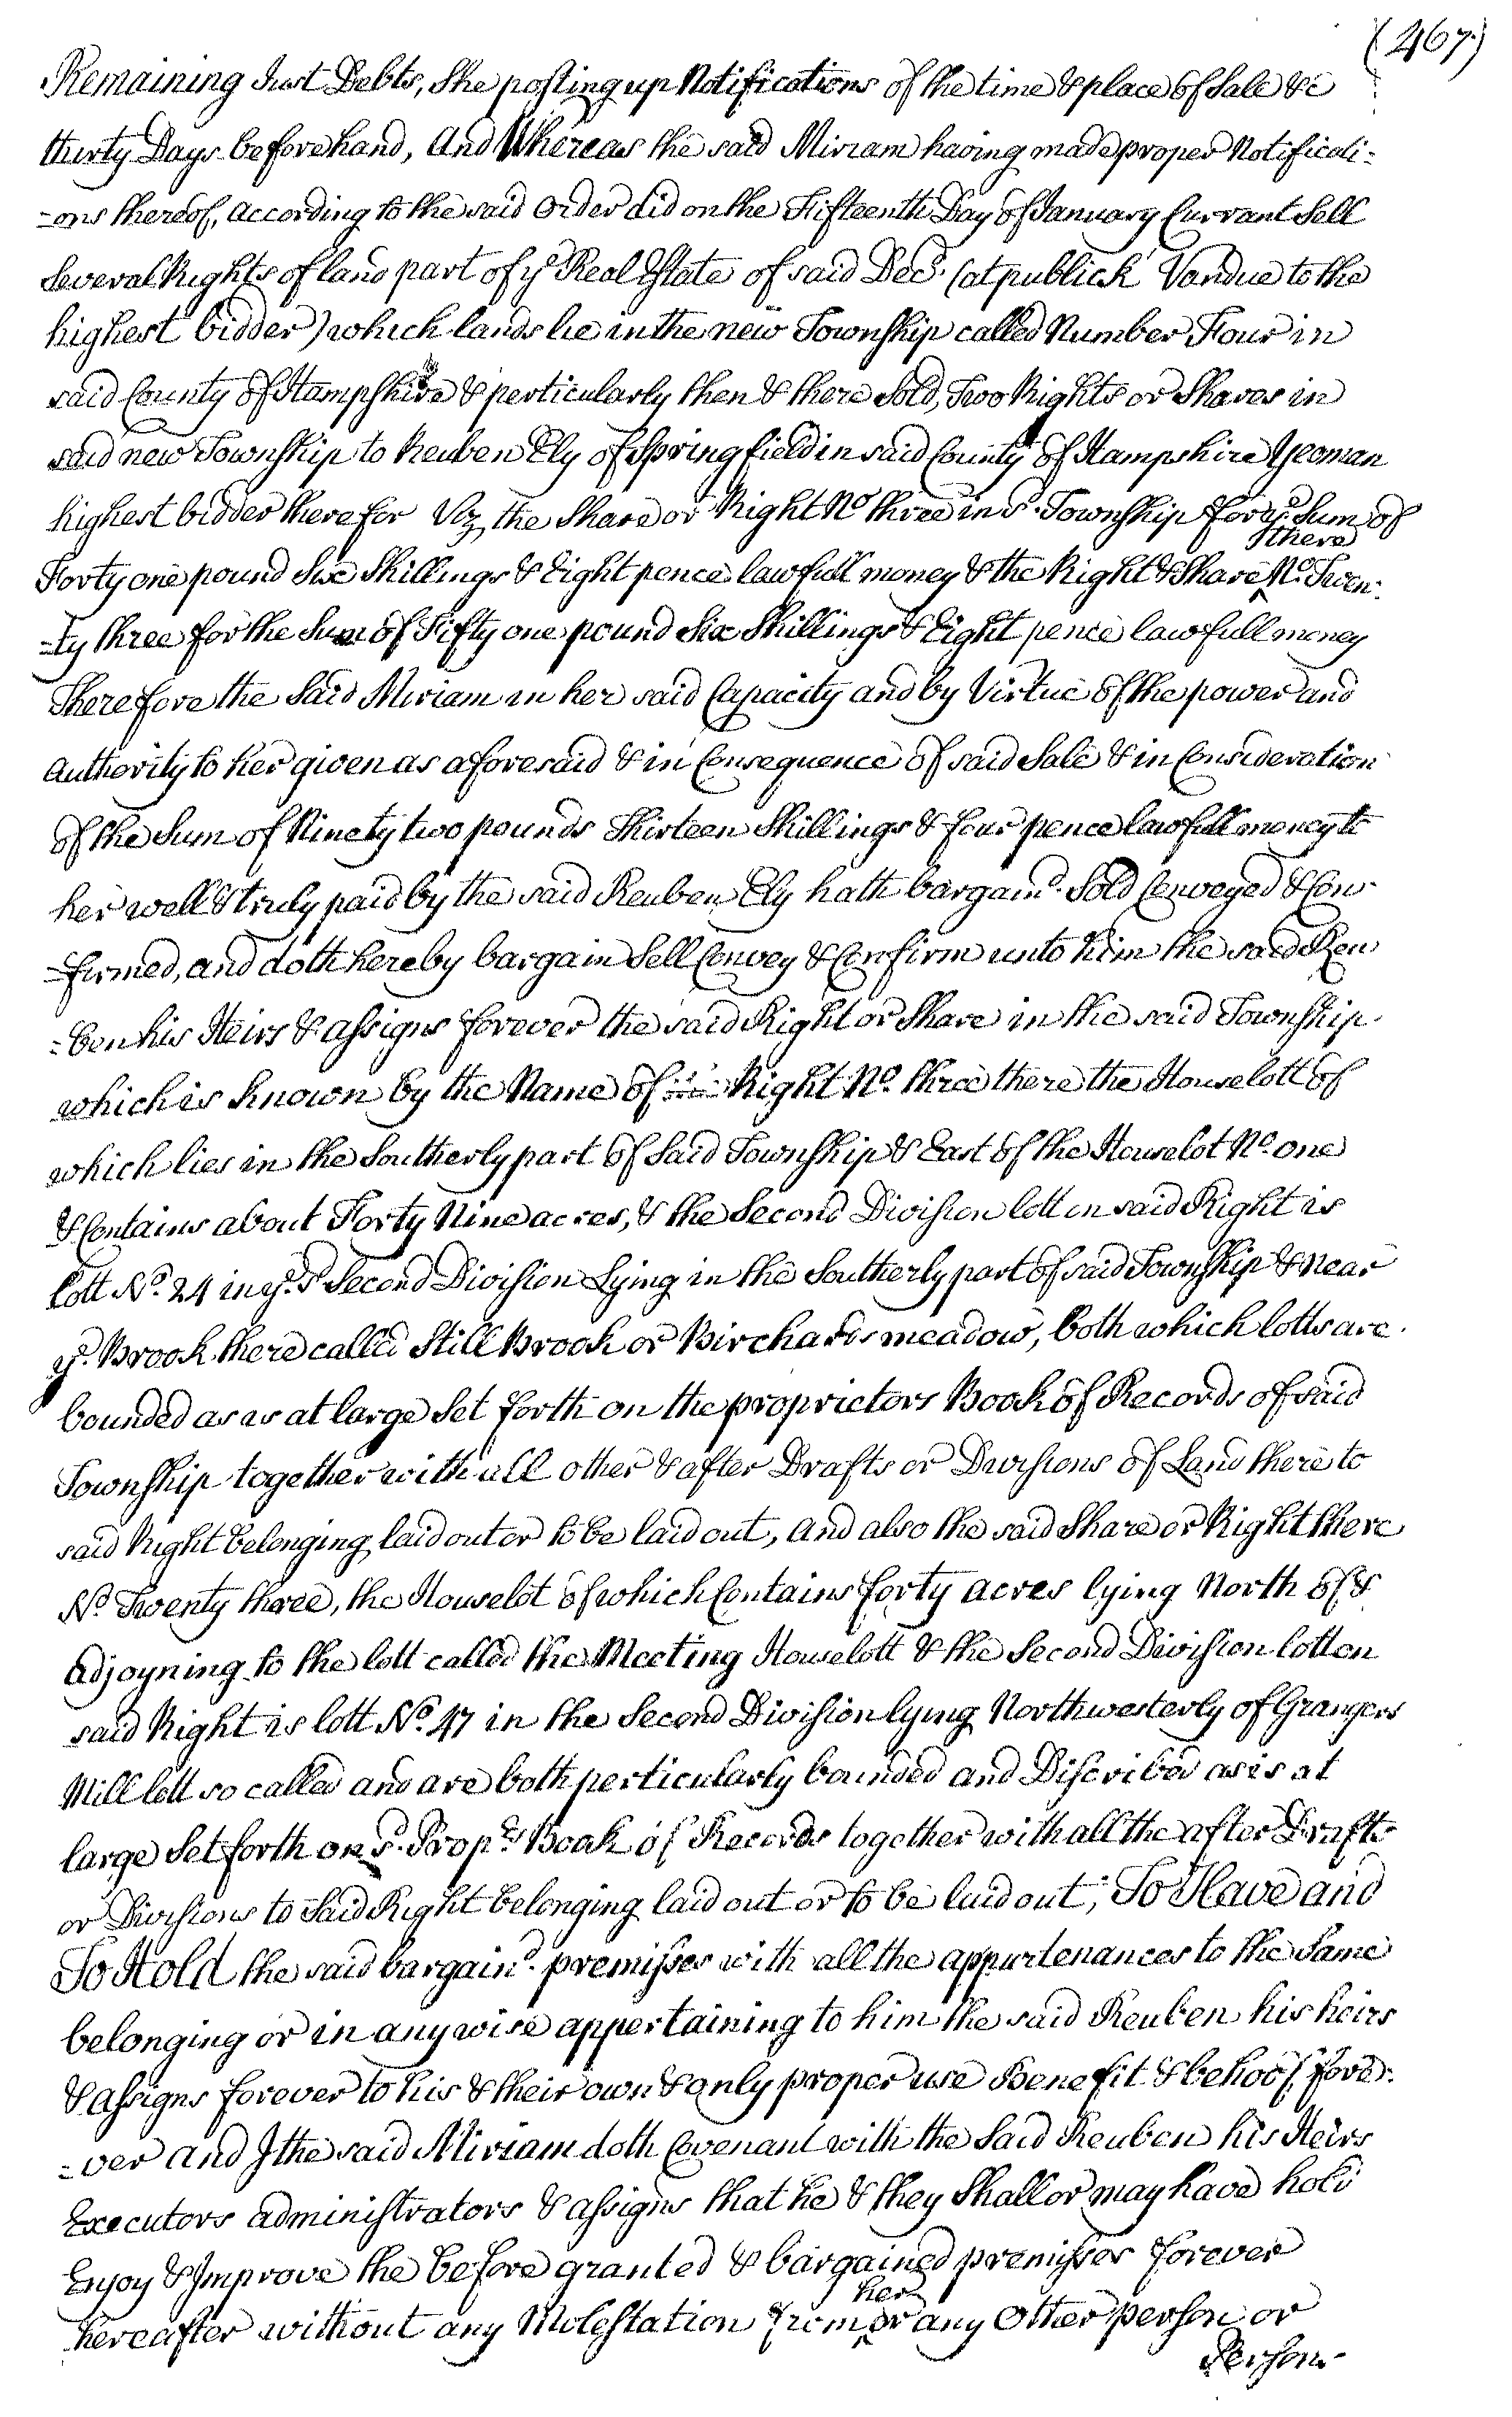 (467)
Remaining Just Debts, She posting up Notifications of the time & place of Sale &c
thirty Days beforehand, And Whereas the said Miriam having made proper Notificati=
=ons thereof, according to the said Order did on the Fifteenth Day of January Currant Sell
Several Rights of land part of ye Real Estate of said Decd. (at publick Vandue to the
highest bidder) which lands lie in the new Township called Number Four in
said County of Hampshire & perticularly then & there Sold, Two Rights or Shares in
said new Township to Reuben Ely of Springfield in said County of Hampshire Yeoman
highest bidder therefor Viz, the Share or Right No three in sd. Township for ye. Sum of
Forty one pound Six Shillings & Eight pence lawfull money & the Right & Share there No. Twen-
=ty three for the Sum of Fifty one pound Six Shillings & Eight pence lawfull money
Therefore the Said Miriam in her said Capacity and by Virtue of the power and
authority to her given as aforesaid & in Consequence of said Sale & in Consideration
of the Sum of Ninety two pounds Thirteen Shillings & four pence lawfull money to
her well & truly paid by the said Reuben Ely hath bargaind. Sold Conveyed & Con-
=firmed, and doth hereby bargain Sell Convey & Confirm unto him the said Reu
=ben his Heirs & assigns forever the said Right or Share in the said Township
which is known by the Name of Right No. three there the Houselott of
which lies in the Southerly part of Said Township & East of the Houselot No. one
& Contains about Forty Nine acres, & the Second Division lott in said Right is
lott No. 24 in ye. sd. Second Division Lying in the Southerly part of said Township & near
ye. Brook there called Still Brook or Birchards meadow, both which lotts are
bounded as is at large Set forth on the proprietors Book of Records of said
Township together with all other & after Drafts or Divisions of Land there to
said Right belonging laid out or to be laid out, and also the said Share or Right there
No. Twenty three, the Houselot of which Contains forty acres lying North of &
adjoyning to the lott called the Meeting Houselott & the Second Division lott on
said Right is lott No. 47 in the Second Division lying Northwesterly of Grangers
Mill lott so called and are both perticularly bounded and Discribed as is at
large Set forth on sd. Proprs Book of Records together with all the after Drafts
or Divisions to Said Right belonging laid out or to be laid out; To Have and
To Hold the said bargaind. premisses with all the appurtenances to the Same
belonging or in any wise appertaining to him the said Reuben his heirs
& assigns forever to his & their own & only proper use Benefit & behoof fore-
=ver and I the said Miriam doth Covenant with the Said Reuben his Heirs
Executors administrators & assigns that he & they Shall or may have hold
Enjoy & Improve the before granted & bargained premisses forever
hereafter without any Molestation from her or any Other person or
Persons